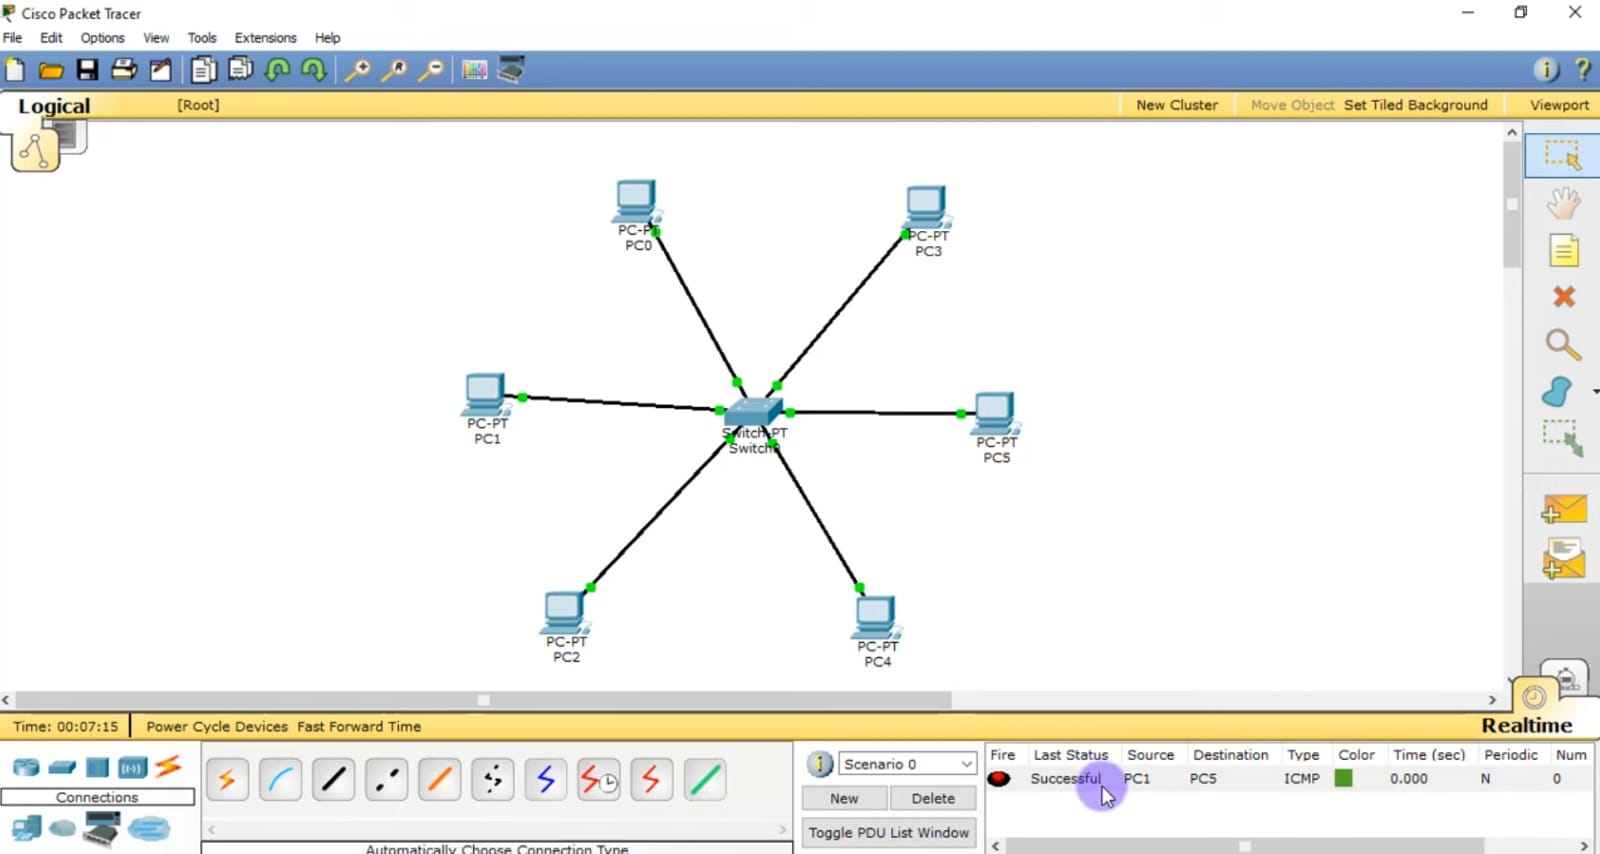 Cisco Packet Tracer
File Edit Options View Tools Extensions Help
Logical [Root] New Cluster Move Object Set Tiled Background Viewport
PC-PT
PC0
PC-PT
PC3
PC-PT
PC1
Switch-PT
Switch0
PC-PT
PC5
PC-PT
PC2
PC-PT
PC4
Time: 00:07:15 Power Cycle Devices Fast Forward Time
Realtime
Connections
Automatically Choose Connection Type
Scenario 0
New Delete
Toggle PDU List Window
Fire Last Status Source Destination Type Color Time (sec) Periodic Num
Successful PC1 PC5 ICMP 0.000 N 0